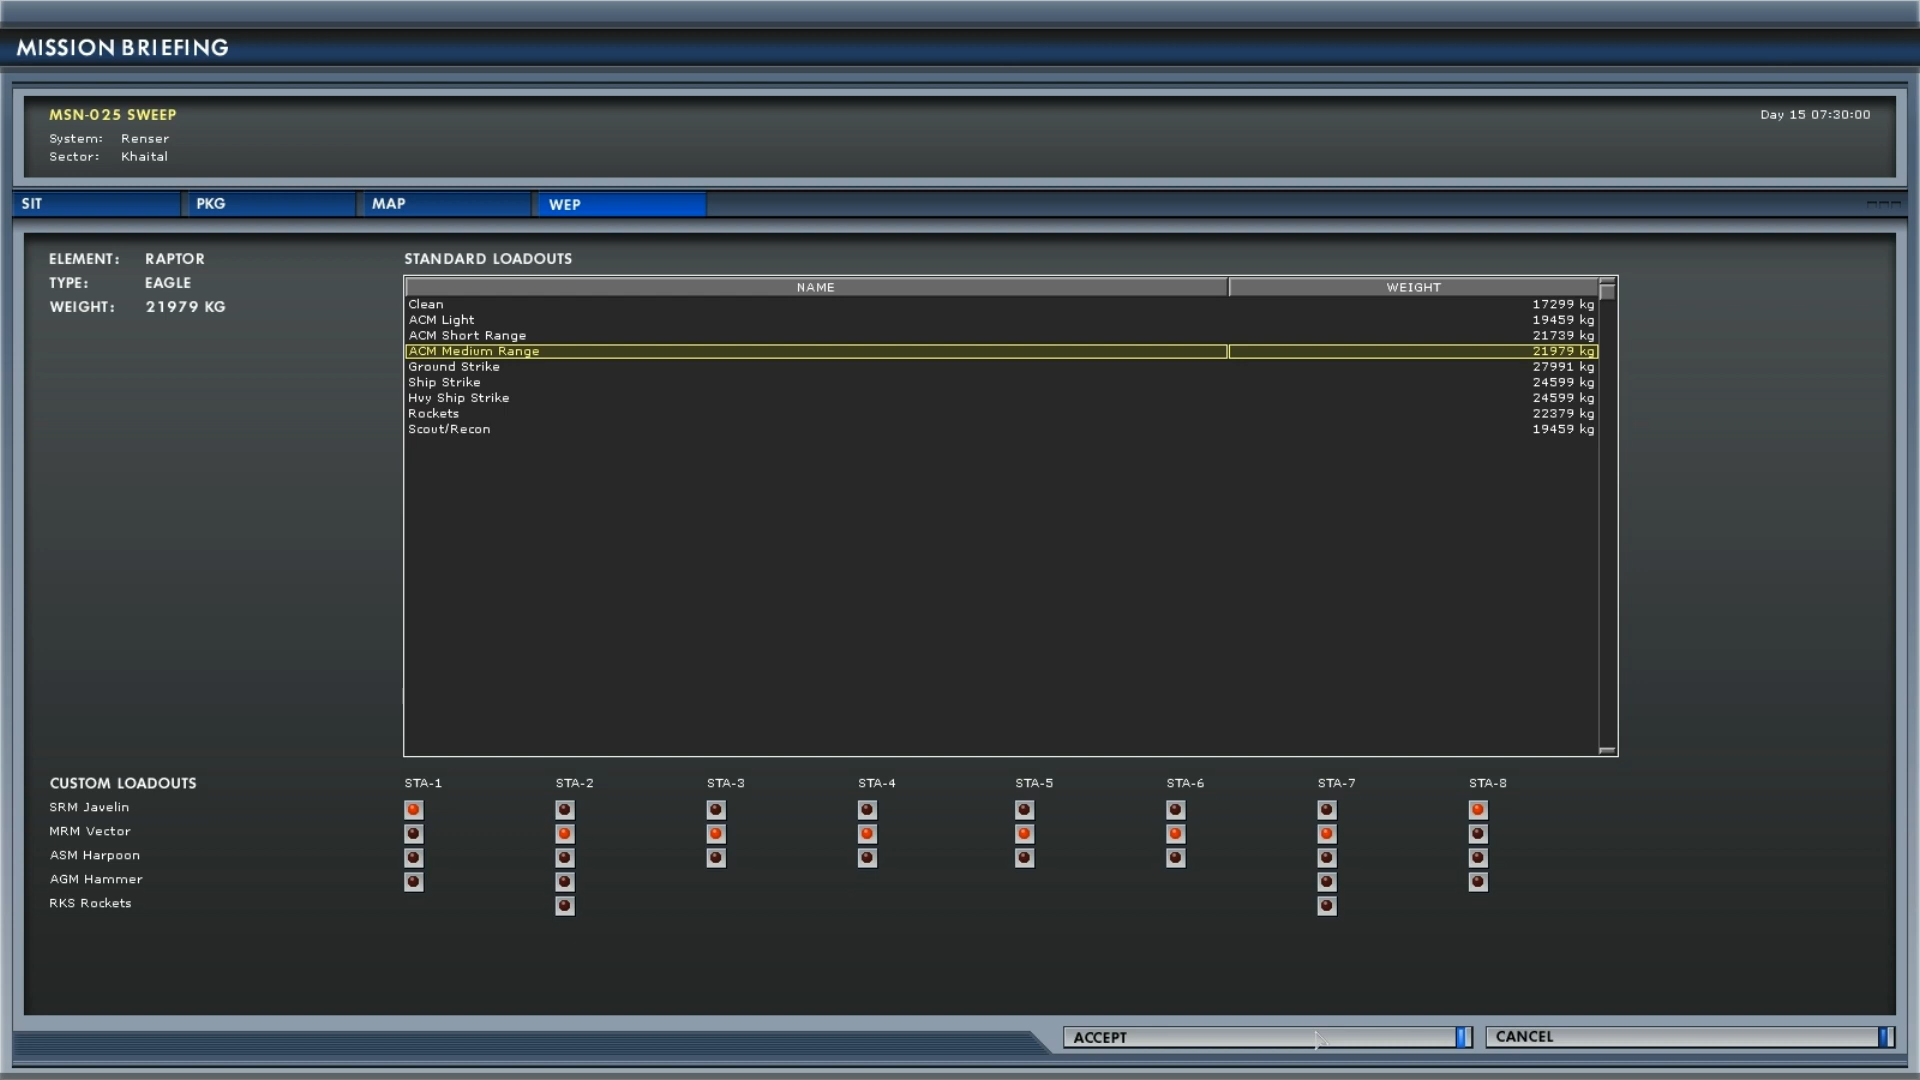 MISSION BRIEFING
MSN-025 SWEEP
Day 15 07:30:00
System: Renser
Sector: Khaital
SIT PKG MAP WEP
ELEMENT: RAPTOR
TYPE: EAGLE
WEIGHT: 21979 KG
STANDARD LOADOUTS
NAME WEIGHT
Clean 17299 kg
ACM Light 19459 kg
ACM Short Range 21739 kg
ACM Medium Range 21979 kg
Ground Strike 27991 kg
Ship Strike 24599 kg
Hvy Ship Strike 24599 kg
Rockets 22379 kg
Scout/Recon 19459 kg
CUSTOM LOADOUTS STA-1 STA-2 STA-3 STA-4 STA-5 STA-6 STA-7 STA-8
SRM Javelin
MRM Vector
ASM Harpoon
AGM Hammer
RKS Rockets
ACCEPT CANCEL